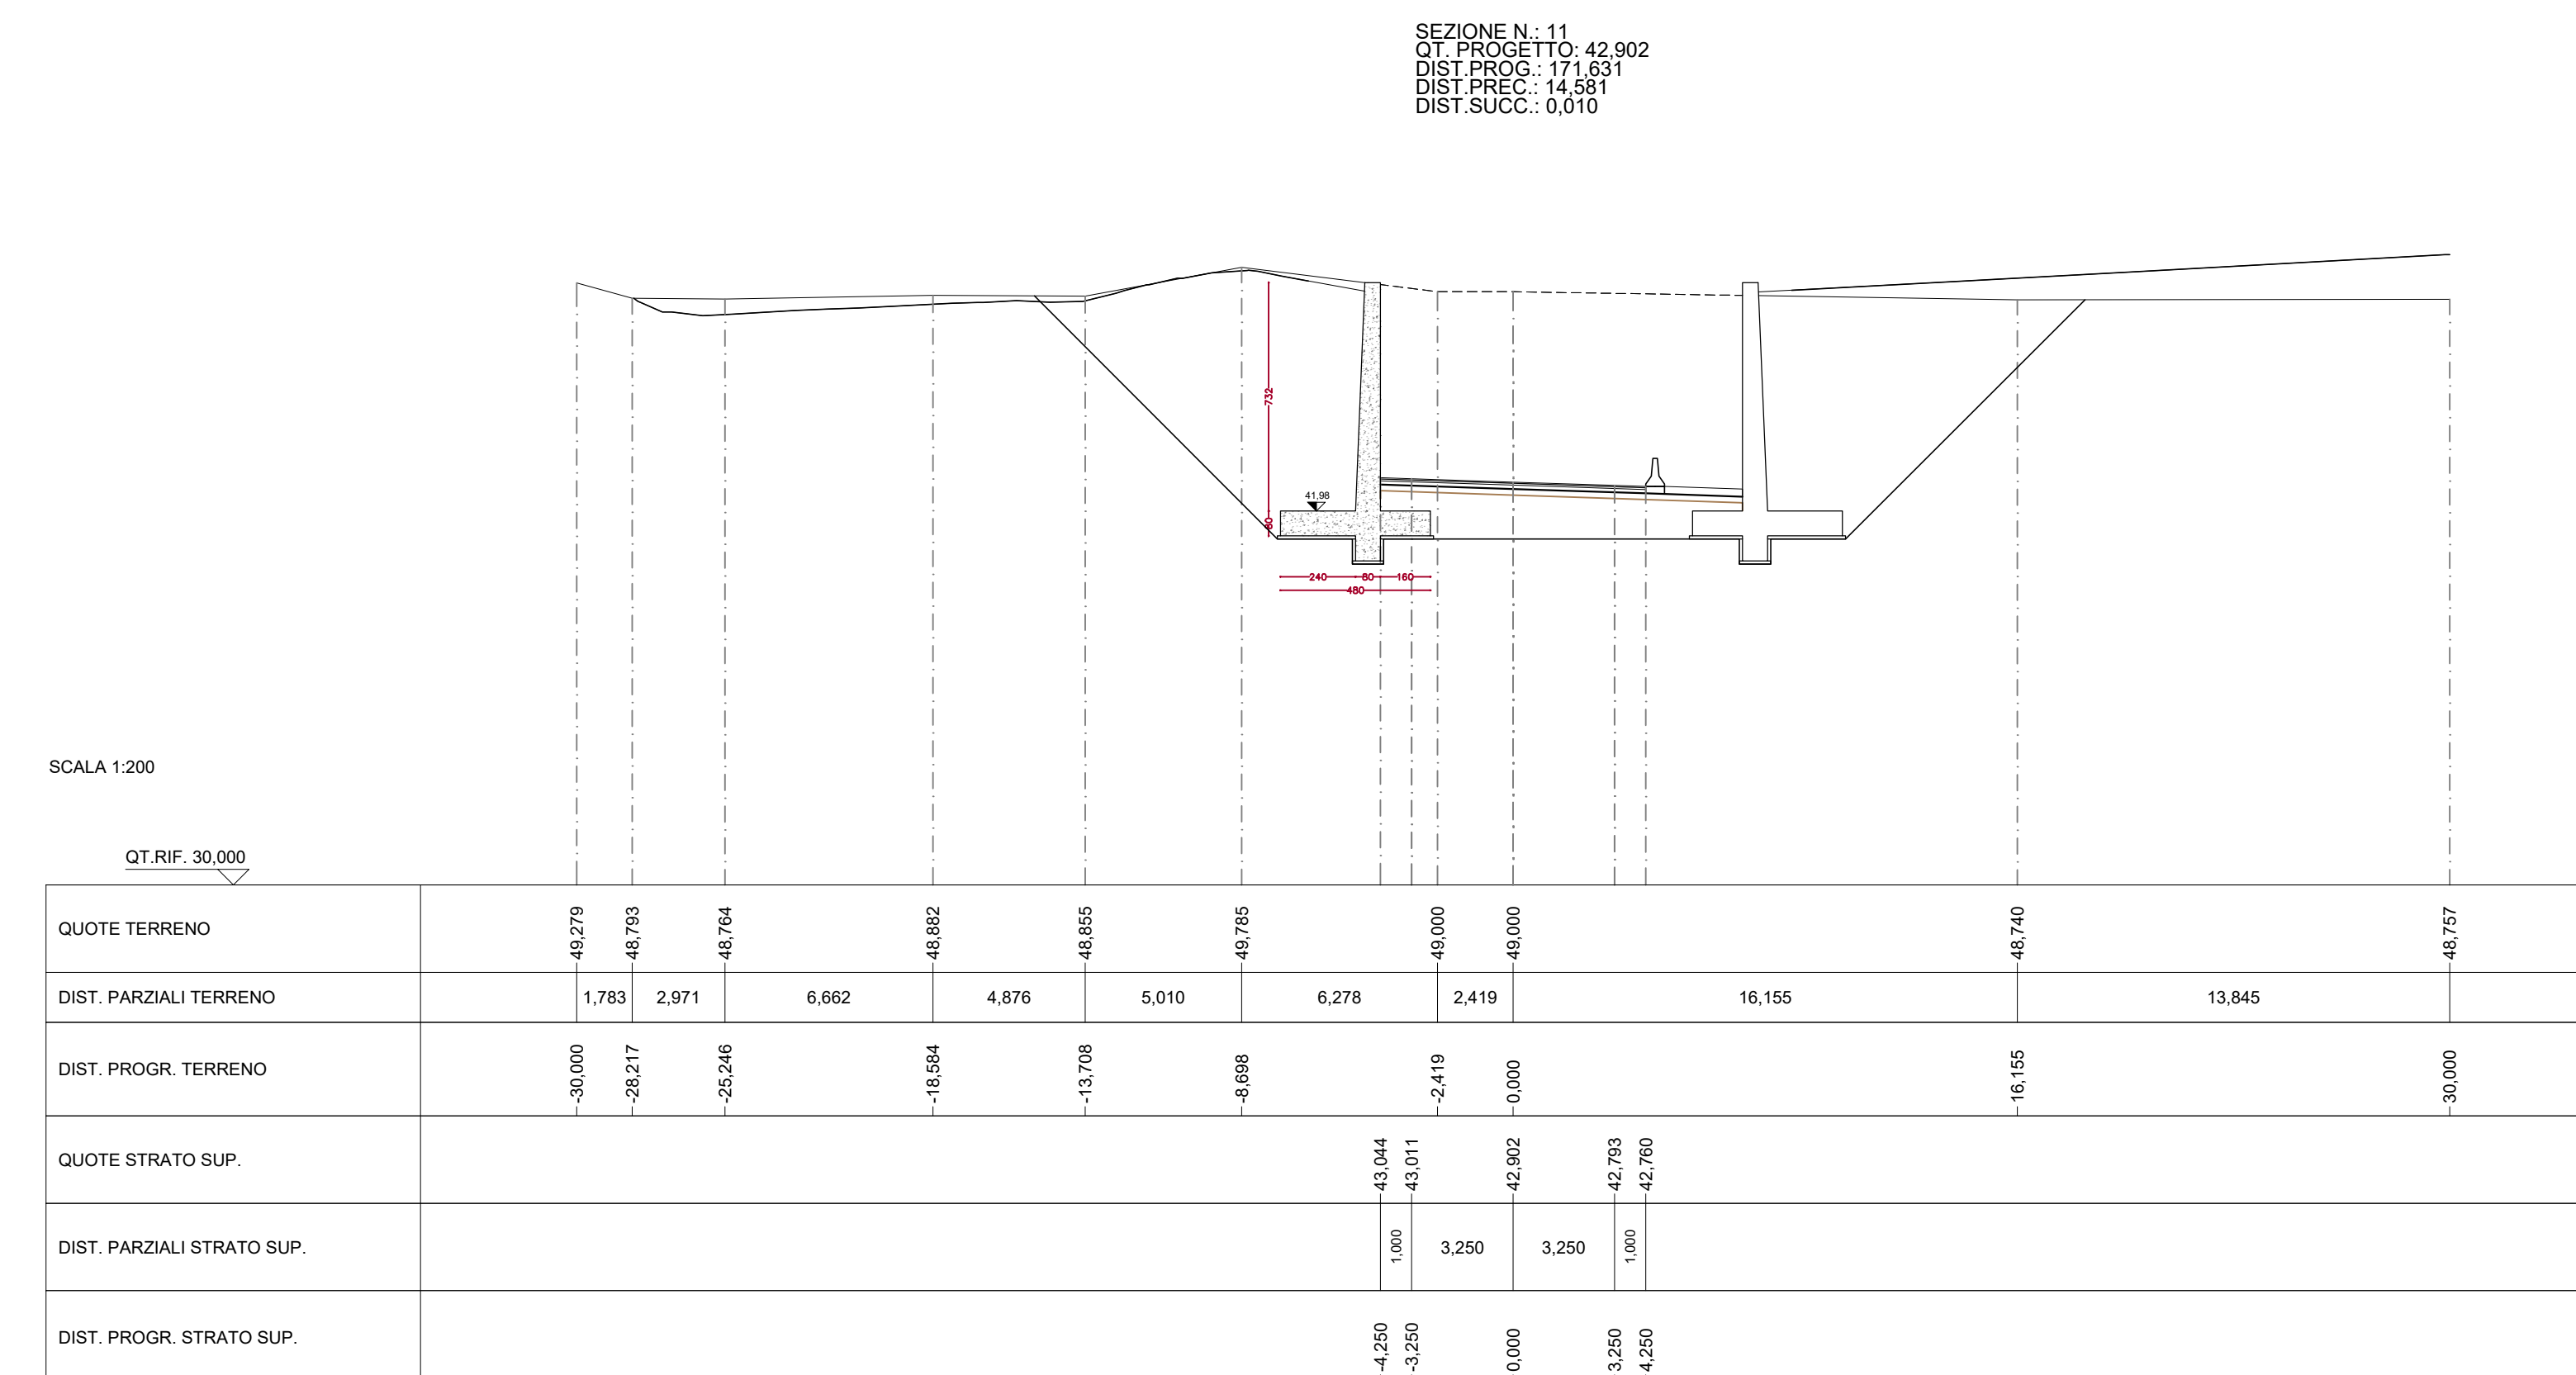 SEZIONE N.: 11
QT. PROGETTO: 42,902
DIST.PROG.: 171,631
DIST.PREC.: 14,581
DIST.SUCC.: 0,010
732
41,98
80
240 80 160
480
SCALA 1:200
QT.RIF. 30,000
QUOTE TERRENO 49,279 48,793 48,764 48,882 48,855 49,785 49,000 49,000 48,740 48,757
DIST. PARZIALI TERRENO 1,783 2,971 6,662 4,876 5,010 6,278 2,419 16,155 13,845
DIST. PROGR. TERRENO -30,000 -28,217 -25,246 -18,584 -13,708 -8,698 -2,419 0,000 16,155 30,000
QUOTE STRATO SUP. 43,044 43,011 42,902 42,793 42,760
DIST. PARZIALI STRATO SUP. 1,000 3,250 3,250 1,000
DIST. PROGR. STRATO SUP. -4,250 -3,250 0,000 3,250 4,250